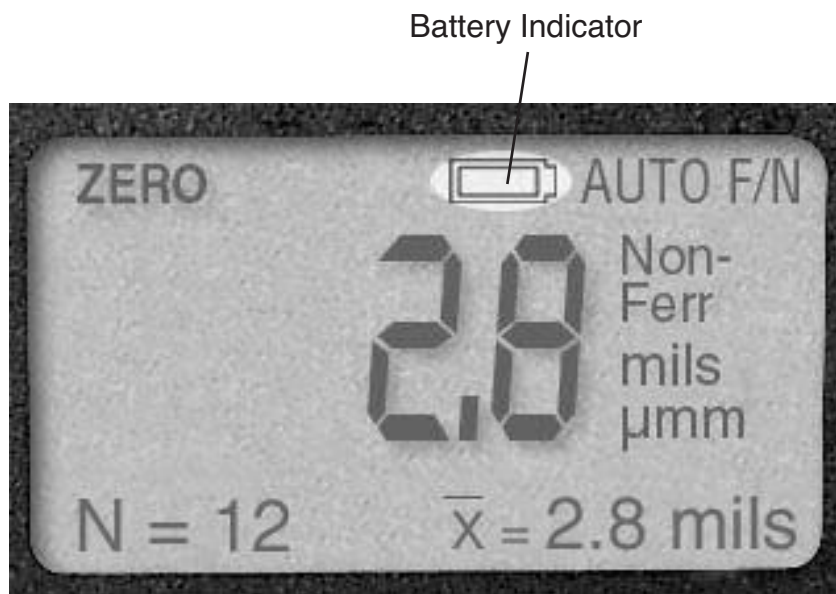 Battery Indicator
ZERO AUTO F/N
2.8
Non-
Ferr
mils
µmm
N = 12 x̅ = 2.8 mils